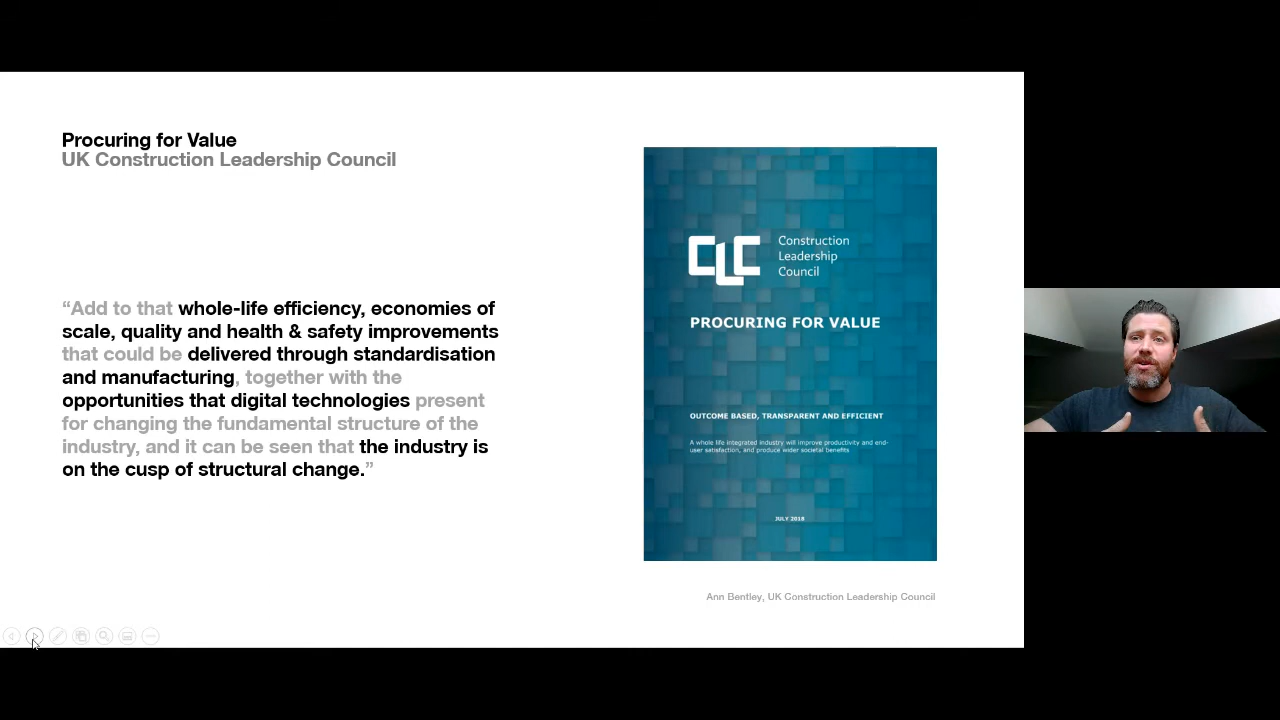 Procuring for Value
UK Construction Leadership Council
“Add to that whole-life efficiency, economies of
scale, quality and health & safety improvements
that could be delivered through standardisation
and manufacturing, together with the
opportunities that digital technologies present
for changing the fundamental structure of the
industry, and it can be seen that the industry is
on the cusp of structural change.”
CLC
Construction
Leadership
Council
PROCURING FOR VALUE
OUTCOME BASED, TRANSPARENT AND EFFICIENT
A whole life integrated industry will improve productivity and end-
user satisfaction, and produce wider societal benefits
JULY 2018
Ann Bentley, UK Construction Leadership Council